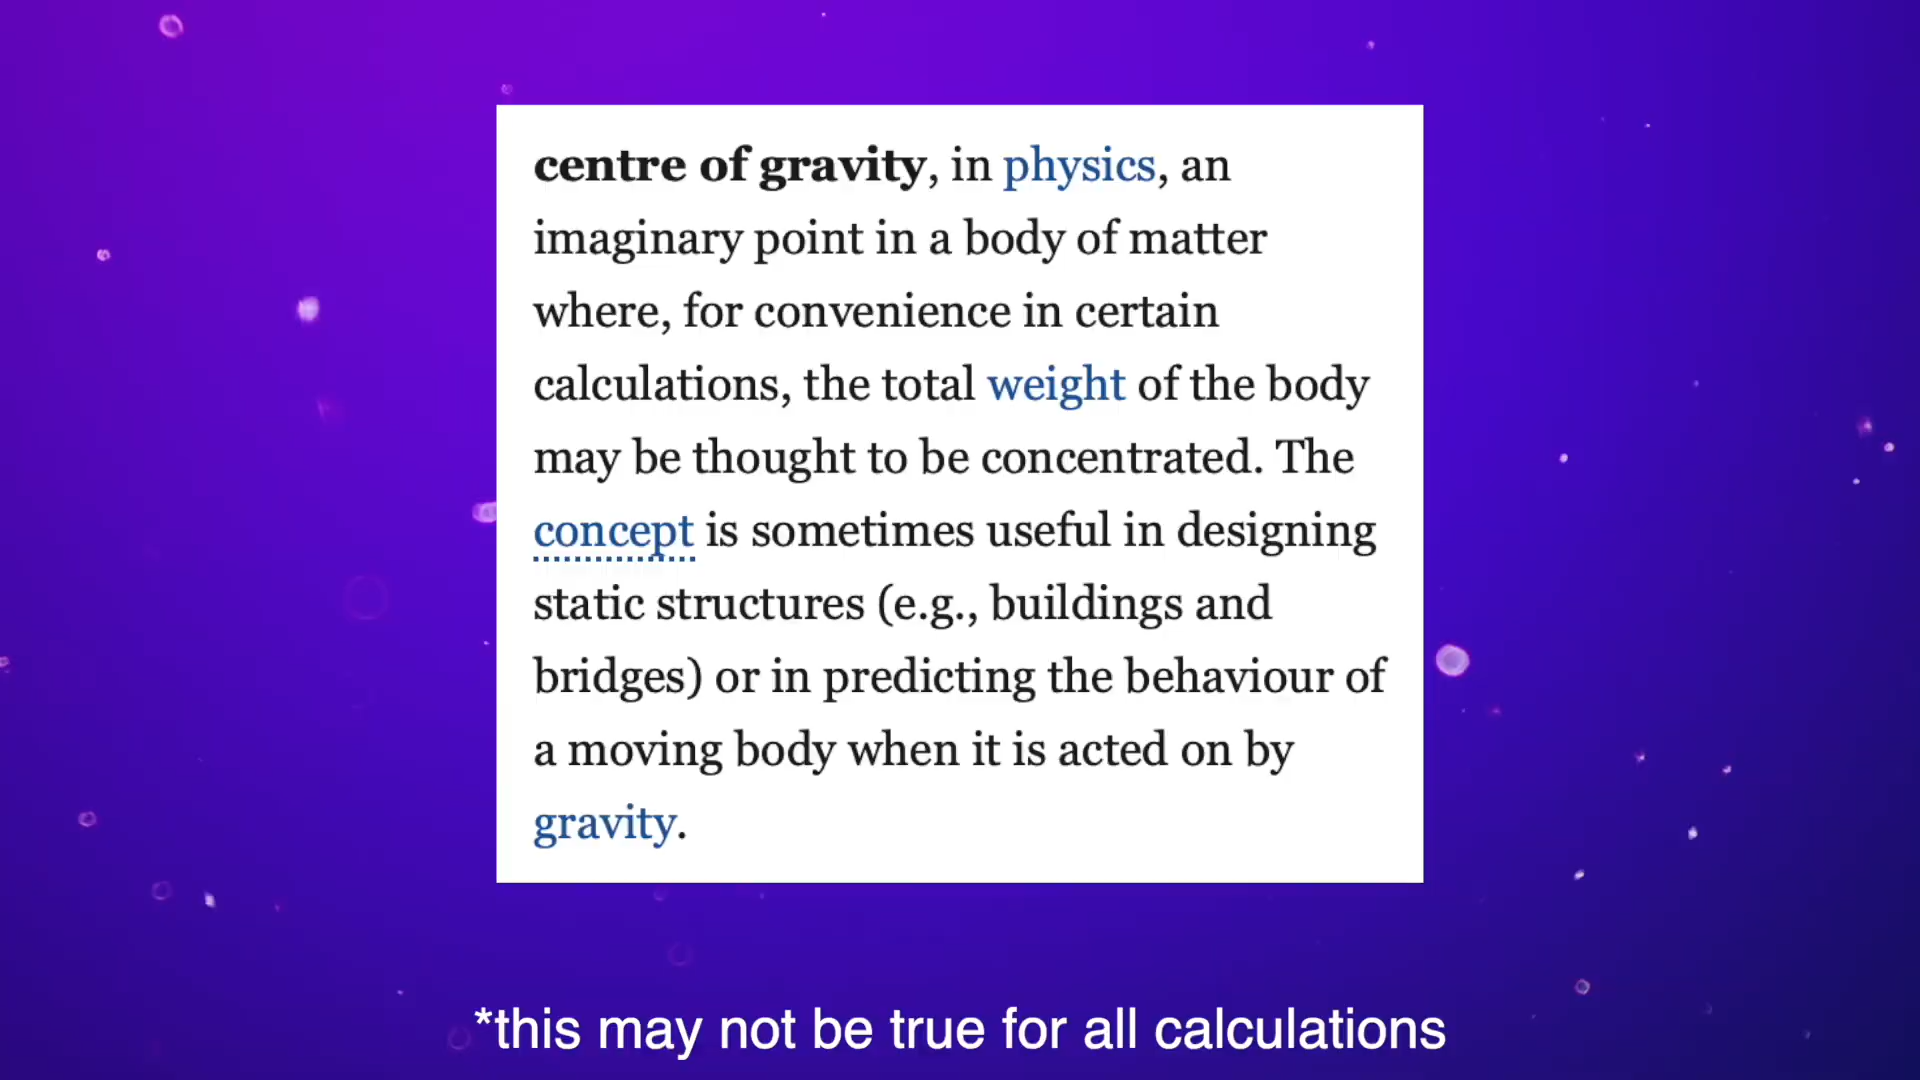 centre of gravity, in physics, an
imaginary point in a body of matter
where, for convenience in certain
calculations, the total weight of the body
may be thought to be concentrated. The
concept is sometimes useful in designing
static structures (e.g., buildings and
bridges) or in predicting the behaviour of
a moving body when it is acted on by
gravity.
*this may not be true for all calculations